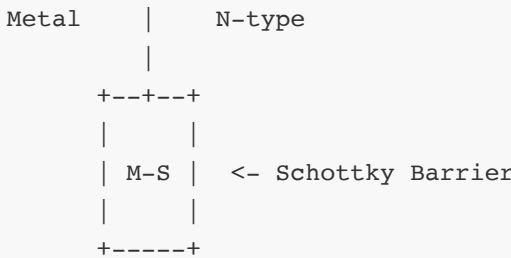 Metal | N-type
|
+--+--+
| |
| M-S | <- Schottky Barrier
| |
+-----+